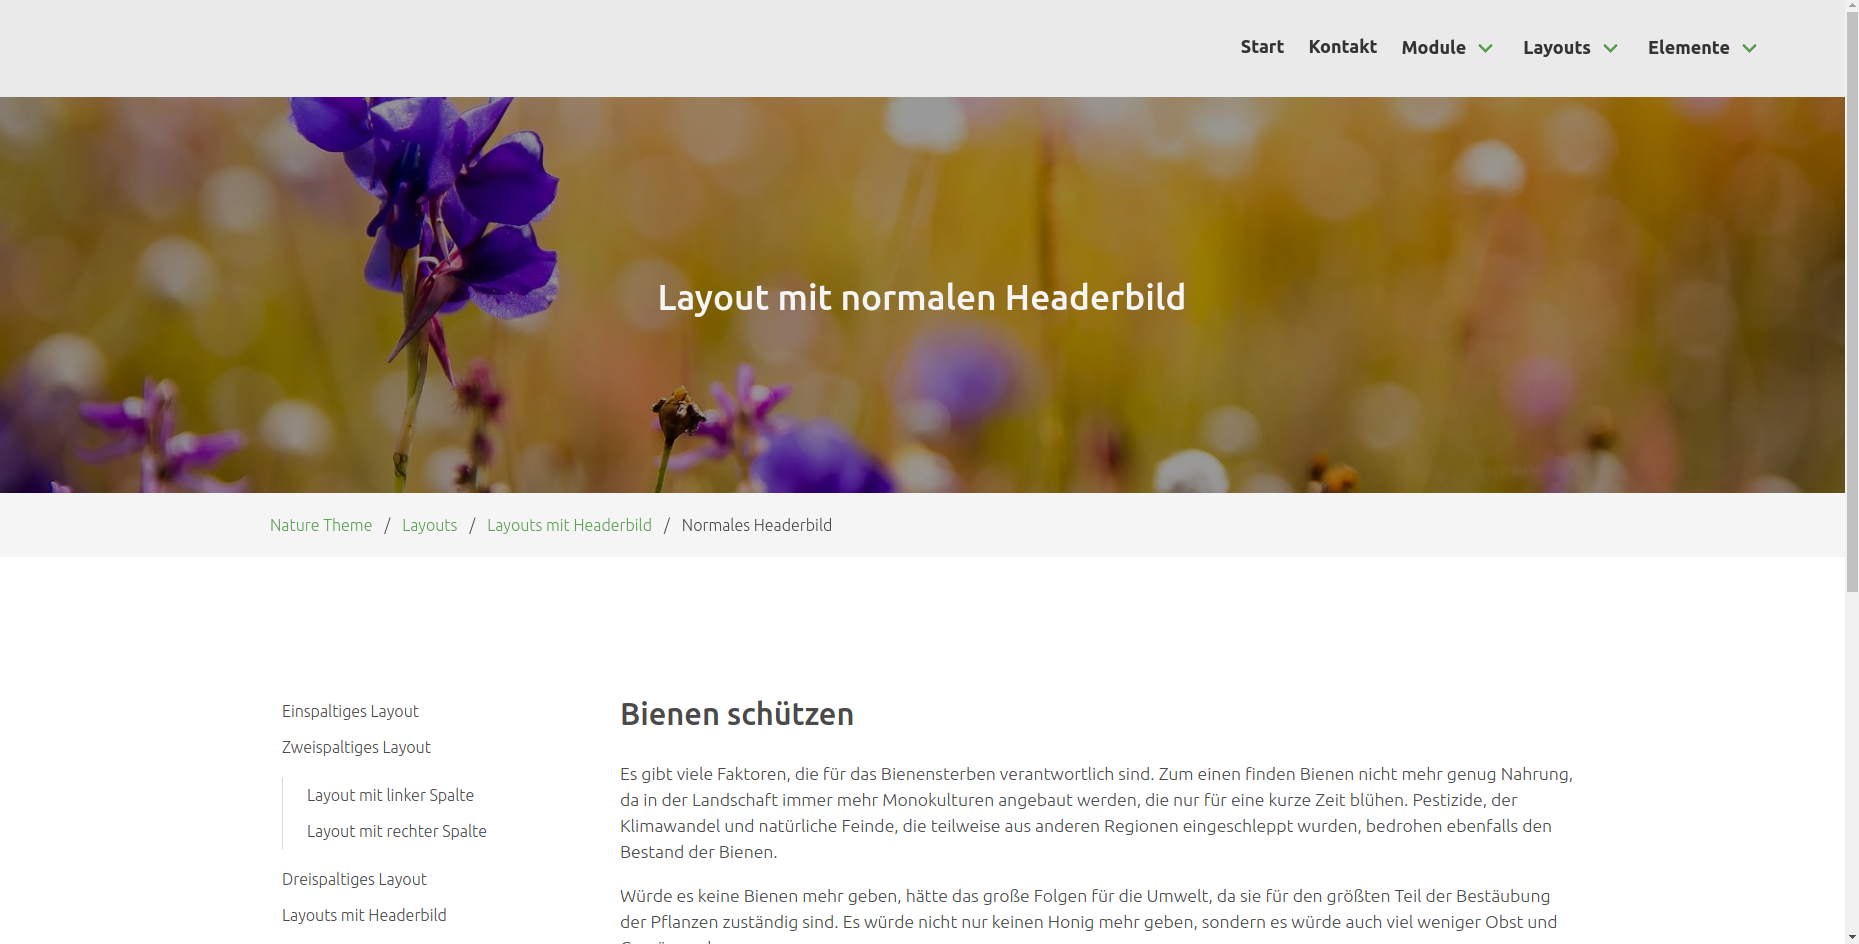 Start Kontakt Module Layouts Elemente
Layout mit normalen Headerbild
Nature Theme / Layouts / Layouts mit Headerbild / Normales Headerbild
Einspaltiges Layout
Zweispaltiges Layout
Layout mit linker Spalte
Layout mit rechter Spalte
Dreispaltiges Layout
Layouts mit Headerbild
Bienen schützen
Es gibt viele Faktoren, die für das Bienensterben verantwortlich sind. Zum einen finden Bienen nicht mehr genug Nahrung,
da in der Landschaft immer mehr Monokulturen angebaut werden, die nur für eine kurze Zeit blühen. Pestizide, der
Klimawandel und natürliche Feinde, die teilweise aus anderen Regionen eingeschleppt wurden, bedrohen ebenfalls den
Bestand der Bienen.
Würde es keine Bienen mehr geben, hätte das große Folgen für die Umwelt, da sie für den größten Teil der Bestäubung
der Pflanzen zuständig sind. Es würde nicht nur keinen Honig mehr geben, sondern es würde auch viel weniger Obst und